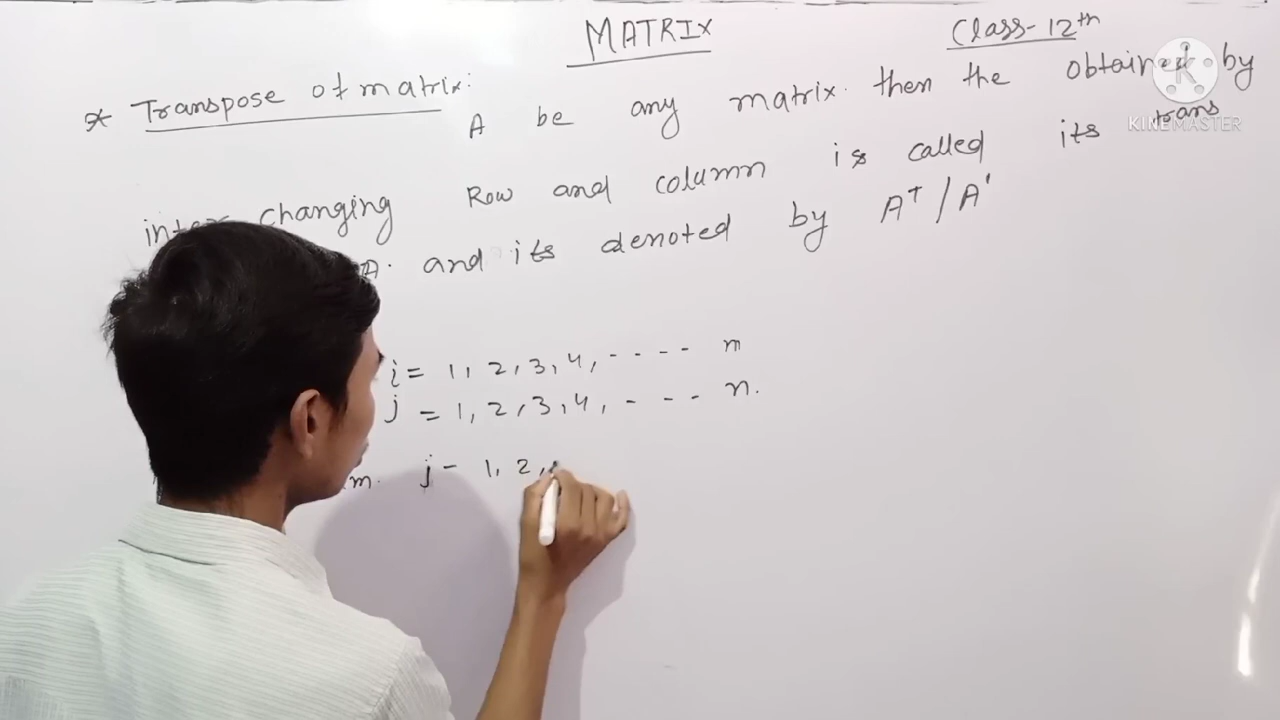 MATRIX
Class-12th
* Transpose of matrix:
A be any matrix. then the obtained by
changing Row and column is called its trans
A. and its denoted by Aᵀ/A'
i= 1, 2, 3, 4, - - - - m
j = 1, 2, 3, 4, - - - n.
m. j- 1, 2,
KINEMASTER